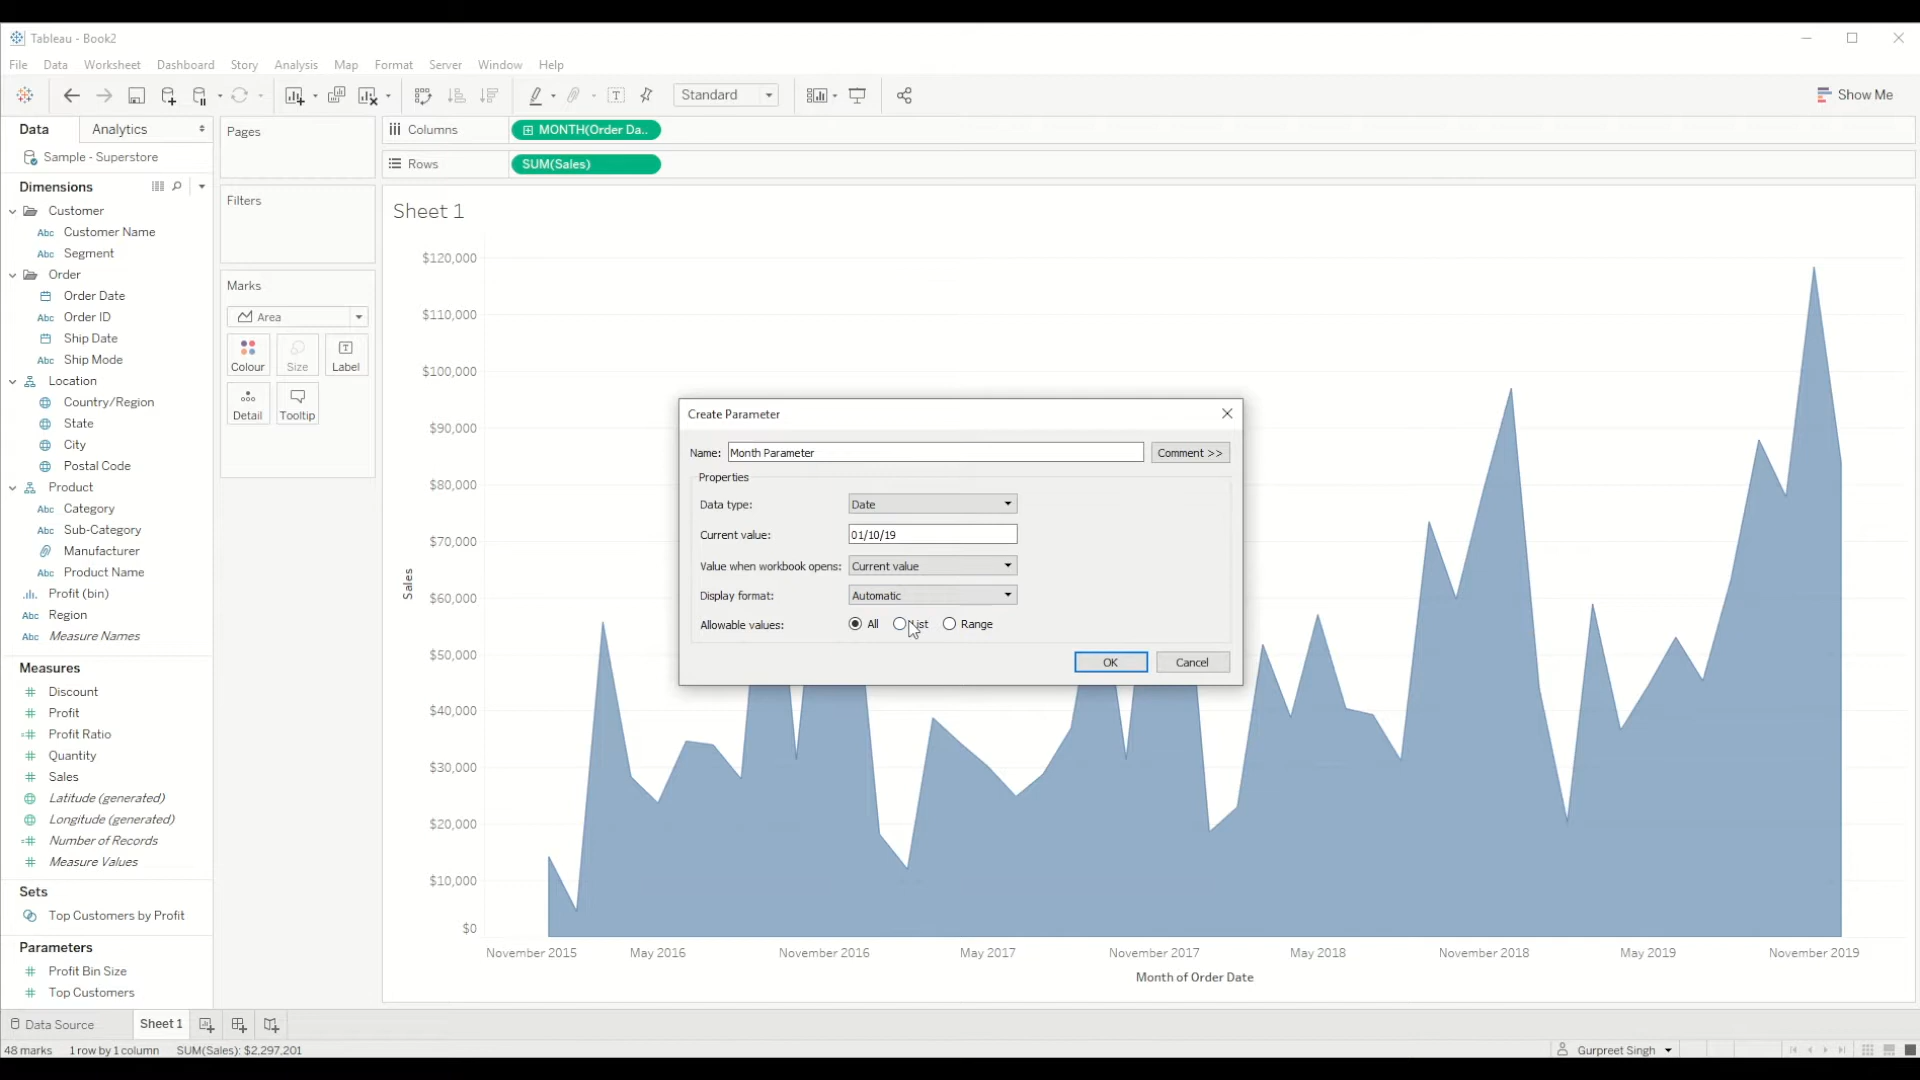 Tableau - Book2
File Data Worksheet Dashboard Story Analysis Map Format Server Window Help
Standard
Show Me
Data
Analytics
Sample - Superstore
Dimensions
Customer
Abc Customer Name
Abc Segment
Order
Order Date
Abc Order ID
Ship Date
Abc Ship Mode
Location
Country/Region
State
City
Postal Code
Product
Abc Category
Abc Sub-Category
Manufacturer
Abc Product Name
Profit (bin)
Abc Region
Abc Measure Names
Measures
# Discount
# Profit
=# Profit Ratio
# Quantity
# Sales
Latitude (generated)
Longitude (generated)
=# Number of Records
# Measure Values
Sets
Top Customers by Profit
Parameters
# Profit Bin Size
# Top Customers
Pages
Filters
Marks
Area
Colour
Size
Label
Detail
Tooltip
Columns
MONTH(Order Da..
Rows
SUM(Sales)
Sheet 1
$120,000
$110,000
$100,000
$90,000
$80,000
$70,000
$60,000
$50,000
$40,000
$30,000
$20,000
$10,000
$0
Sales
November 2015
May 2016
November 2016
May 2017
November 2017
May 2018
November 2018
May 2019
November 2019
Month of Order Date
Create Parameter
Name: Month Parameter
Comment >>
Properties
Data type: Date
Current value: 01/10/19
Value when workbook opens: Current value
Display format: Automatic
Allowable values: All Range
OK
Cancel
Data Source
Sheet 1
48 marks 1 row by 1 column SUM(Sales): $2,297,201
Gurpreet Singh